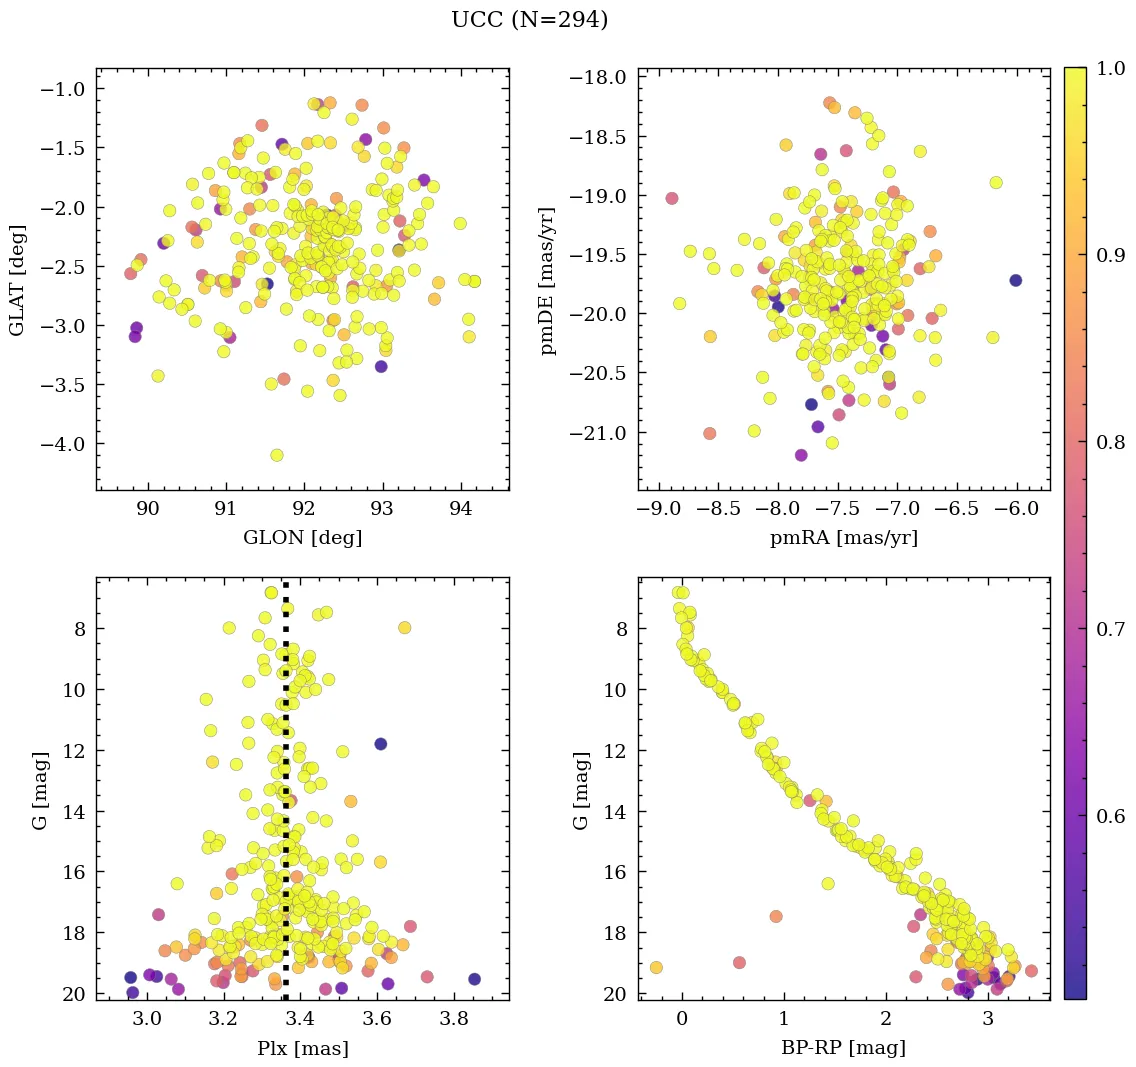 UCC (N=294)
−1.0
−1.5
−2.0
−2.5
−3.0
−3.5
−4.0
GLAT [deg]
90 91 92 93 94
GLON [deg]
−18.0
−18.5
−19.0
−19.5
−20.0
−20.5
−21.0
pmDE [mas/yr]
−9.0 −8.5 −8.0 −7.5 −7.0 −6.5 −6.0
pmRA [mas/yr]
1.0
0.9
0.8
0.7
0.6
8
10
12
14
16
18
20
G [mag]
3.0 3.2 3.4 3.6 3.8
Plx [mas]
8
10
12
14
16
18
20
G [mag]
0 1 2 3
BP-RP [mag]